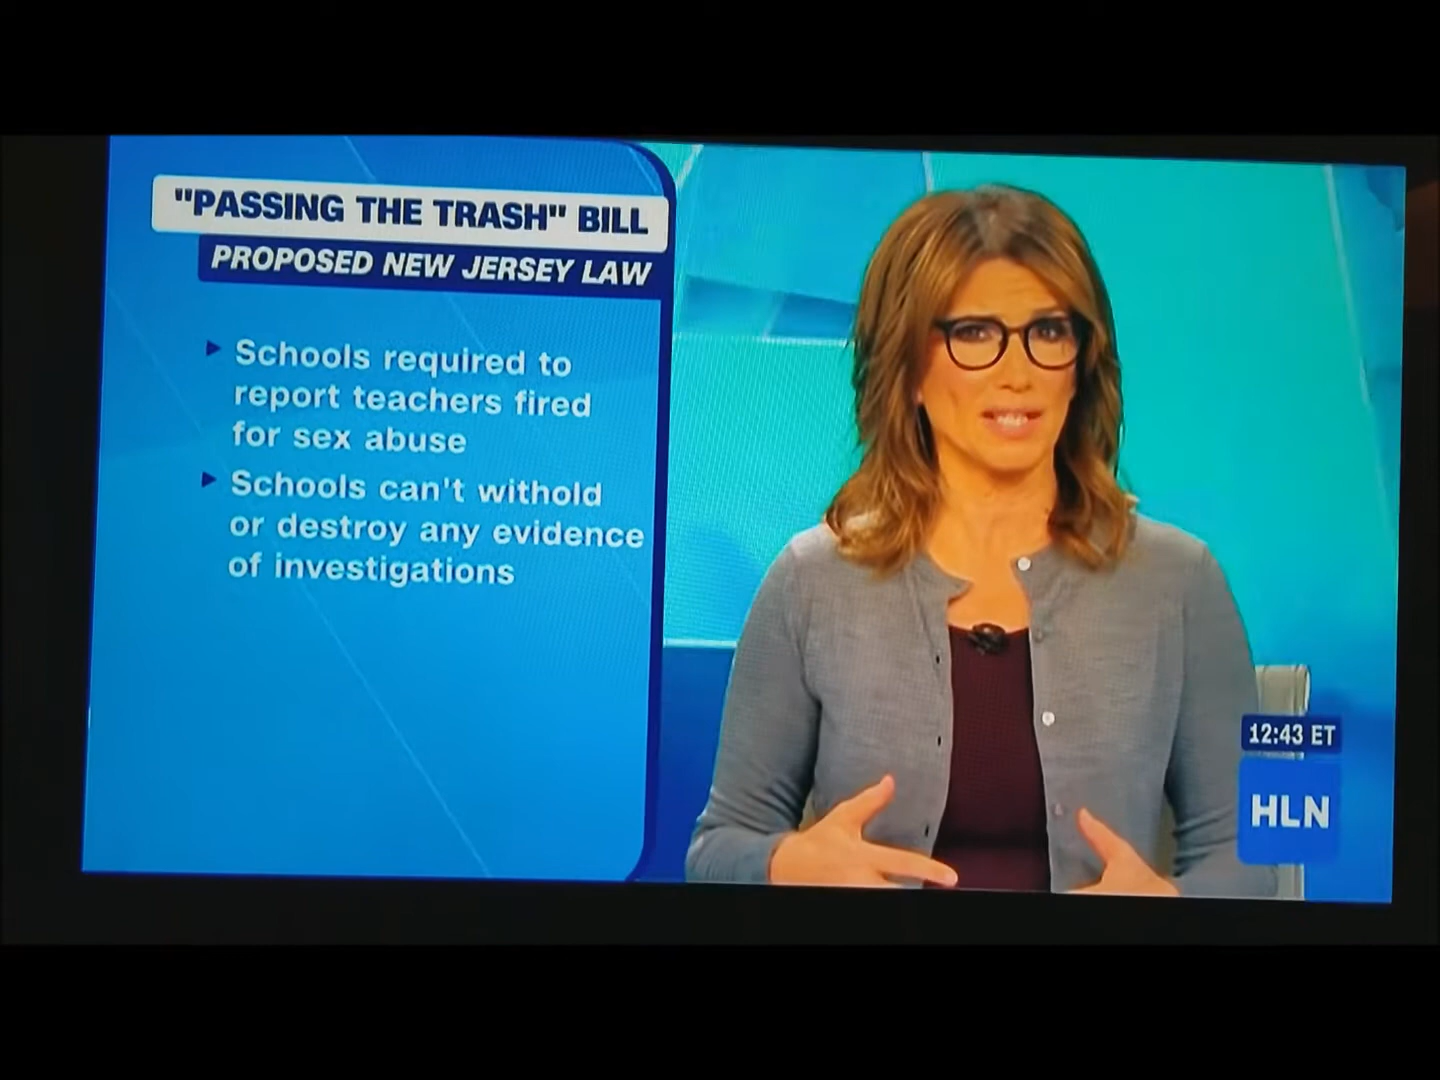 "PASSING THE TRASH" BILL
PROPOSED NEW JERSEY LAW
Schools required to
report teachers fired
for sex abuse
Schools can't withold
or destroy any evidence
of investigations
12:43 ET
HLN